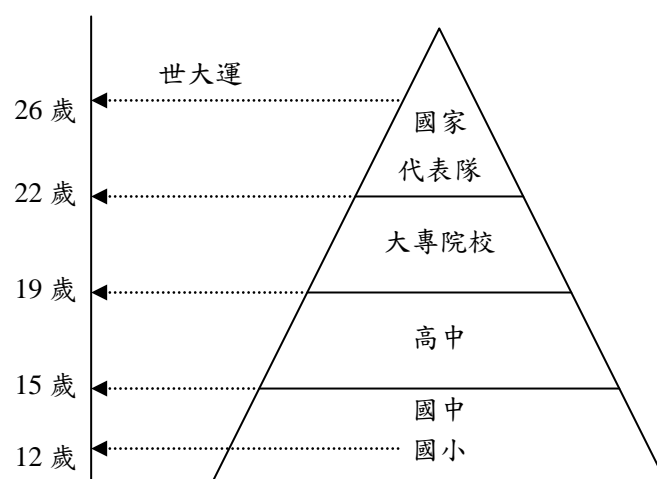 世大運
26 歲
國家
代表隊
22 歲
大專院校
19 歲
高中
15 歲
國中
12 歲
國小